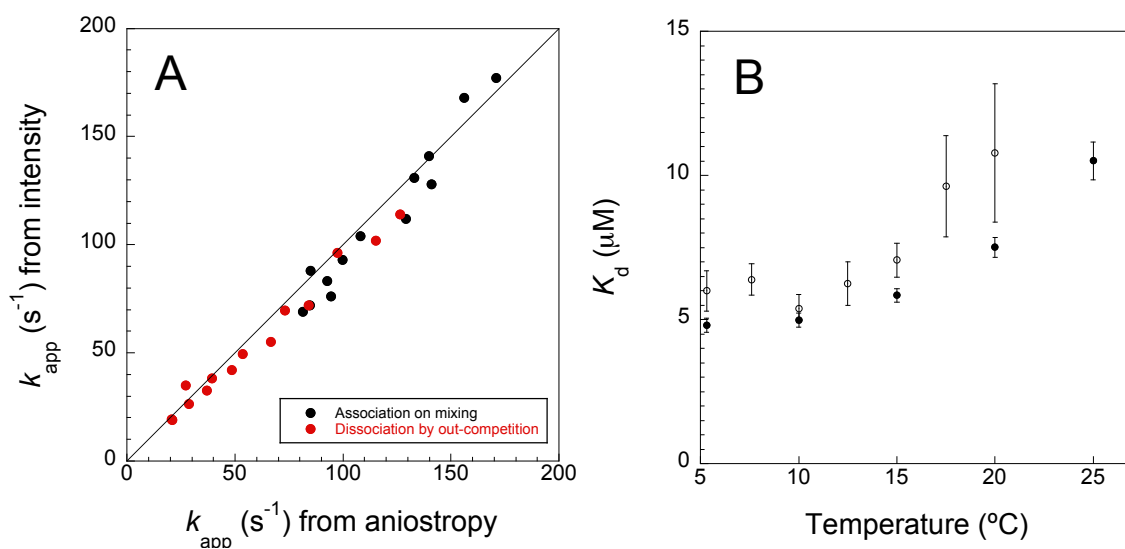 A
200
150
100
50
0
k_app (s⁻¹) from intensity
Association on mixing
Dissociation by out-competition
0 50 100 150 200
k_app (s⁻¹) from aniostropy
B
15
10
5
0
K_d (μM)
5 10 15 20 25
Temperature (ºC)